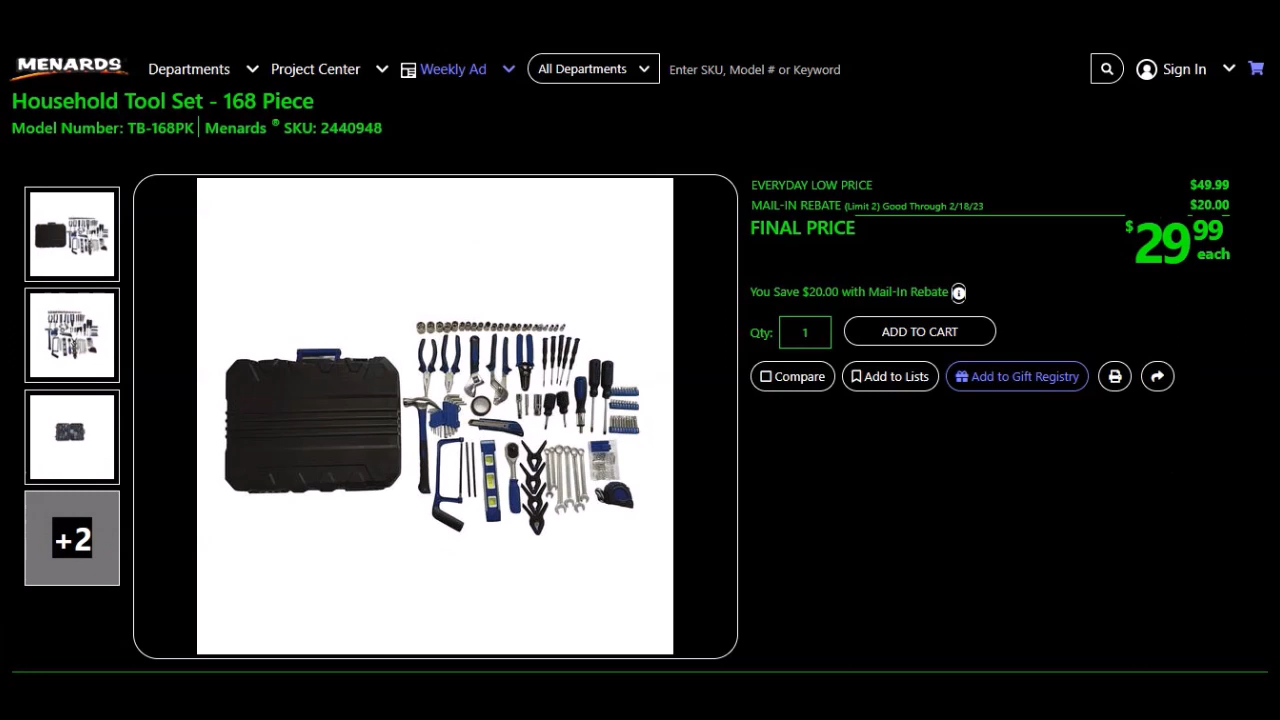 MENARDS Departments Project Center Weekly Ad All Departments Enter SKU, Model # or Keyword Sign In
Household Tool Set - 168 Piece
Model Number: TB-168PK Menards ® SKU: 2440948
EVERYDAY LOW PRICE $49.99
MAIL-IN REBATE (Limit 2) Good Through 2/18/23 $20.00
FINAL PRICE $29 99 each
You Save $20.00 with Mail-In Rebate
Qty: 1 ADD TO CART
Compare Add to Lists Add to Gift Registry
+2